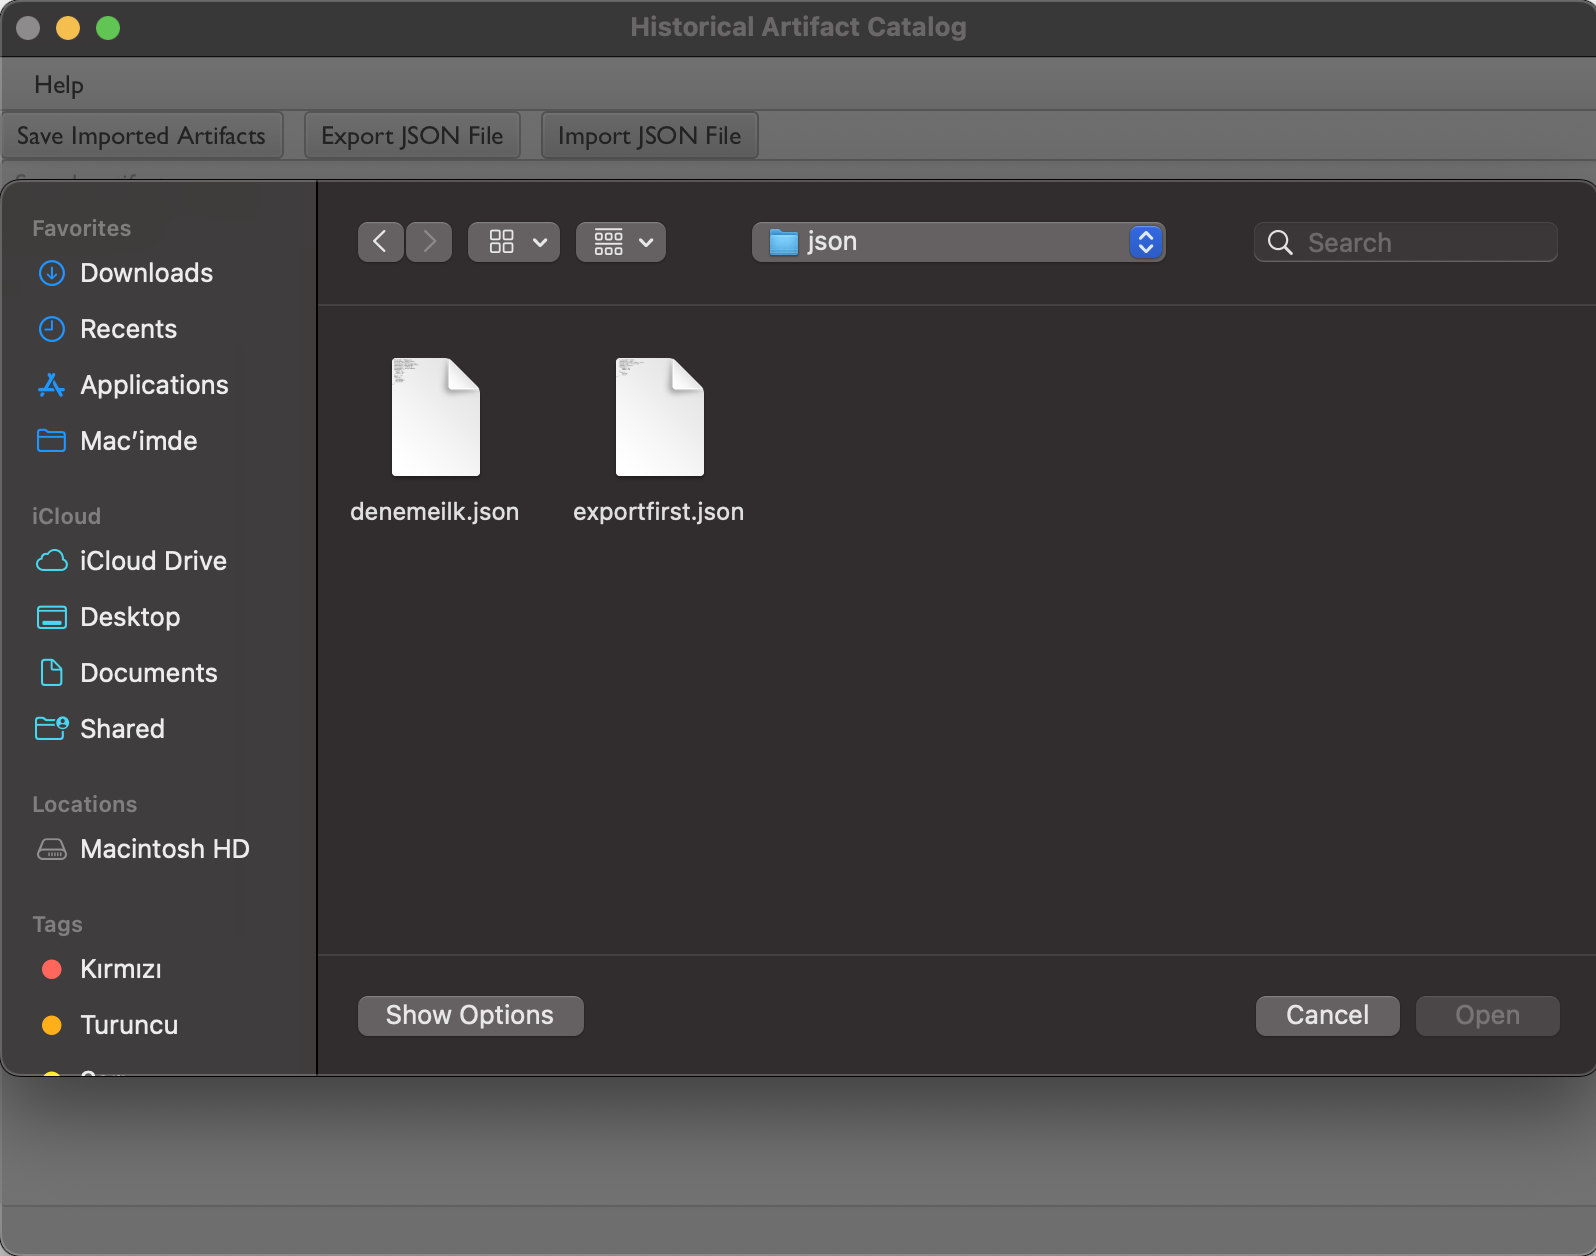 Historical Artifact Catalog
Help
Save Imported Artifacts
Export JSON File
Import JSON File
Favorites
Downloads
Recents
Applications
Mac’imde
iCloud
iCloud Drive
Desktop
Documents
Shared
Locations
Macintosh HD
Tags
Kırmızı
Turuncu
json
Search
denemeilk.json
exportfirst.json
Show Options
Cancel
Open